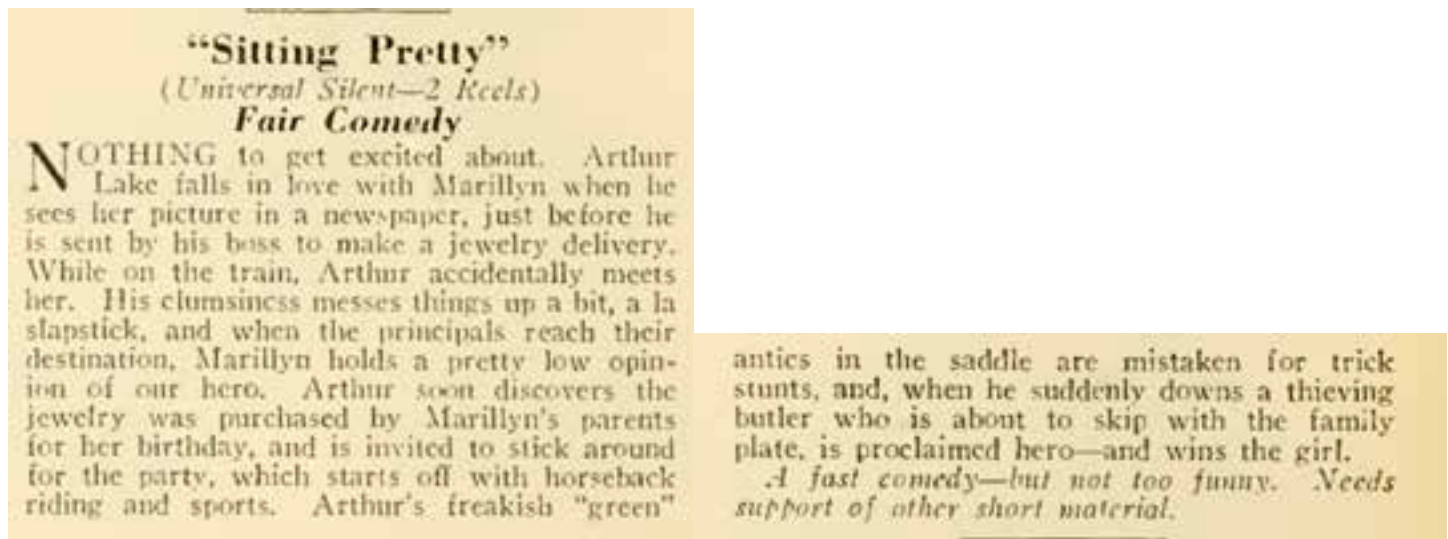 “Sitting Pretty”
(Universal Silent—2 Reels)
Fair Comedy
NOTHING to get excited about. Arthur
Lake falls in love with Marillyn when he
sees her picture in a newspaper, just before he
is sent by his boss to make a jewelry delivery.
While on the train, Arthur accidentally meets
her. His clumsiness messes things up a bit, a la
slapstick, and when the principals reach their
destination, Marillyn holds a pretty low opin-
ion of our hero. Arthur soon discovers the
jewelry was purchased by Marillyn's parents
for her birthday, and is invited to stick around
for the party, which starts off with horseback
riding and sports. Arthur's freakish "green"
antics in the saddle are mistaken for trick
stunts, and, when he suddenly downs a thieving
butler who is about to skip with the family
plate, is proclaimed hero—and wins the girl.
A fast comedy—but not too funny. Needs
support of other short material.